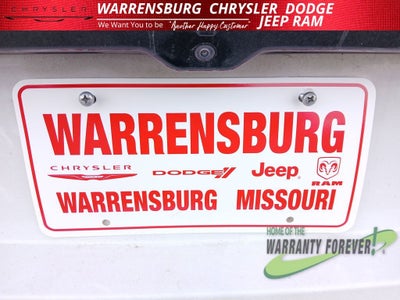 CHRYSLER
WARRENSBURG CHRYSLER DODGE
JEEP RAM
We Want You to be "Another Happy Customer"
WARRENSBURG
CHRYSLER DODGE Jeep RAM
WARRENSBURG MISSOURI
HOME OF THE
WARRANTY FOREVER!